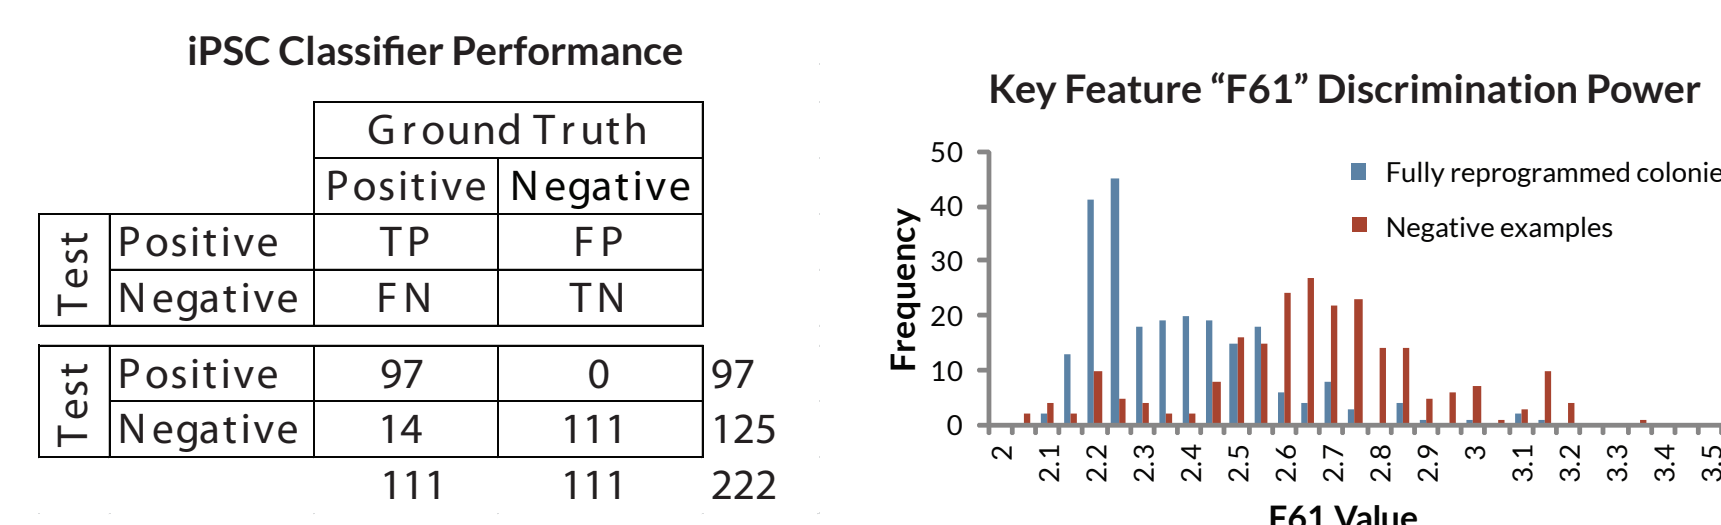 iPSC Classifier Performance
Ground Truth
Positive Negative
Test
Positive TP FP
Negative FN TN
Test
Positive 97 0 97
Negative 14 111 125
111 111 222
Key Feature “F61” Discrimination Power
Frequency
50
40
30
20
10
0
Fully reprogrammed colonie
Negative examples
2 2.1 2.2 2.3 2.4 2.5 2.6 2.7 2.8 2.9 3 3.1 3.2 3.3 3.4 3.5
F61 Value